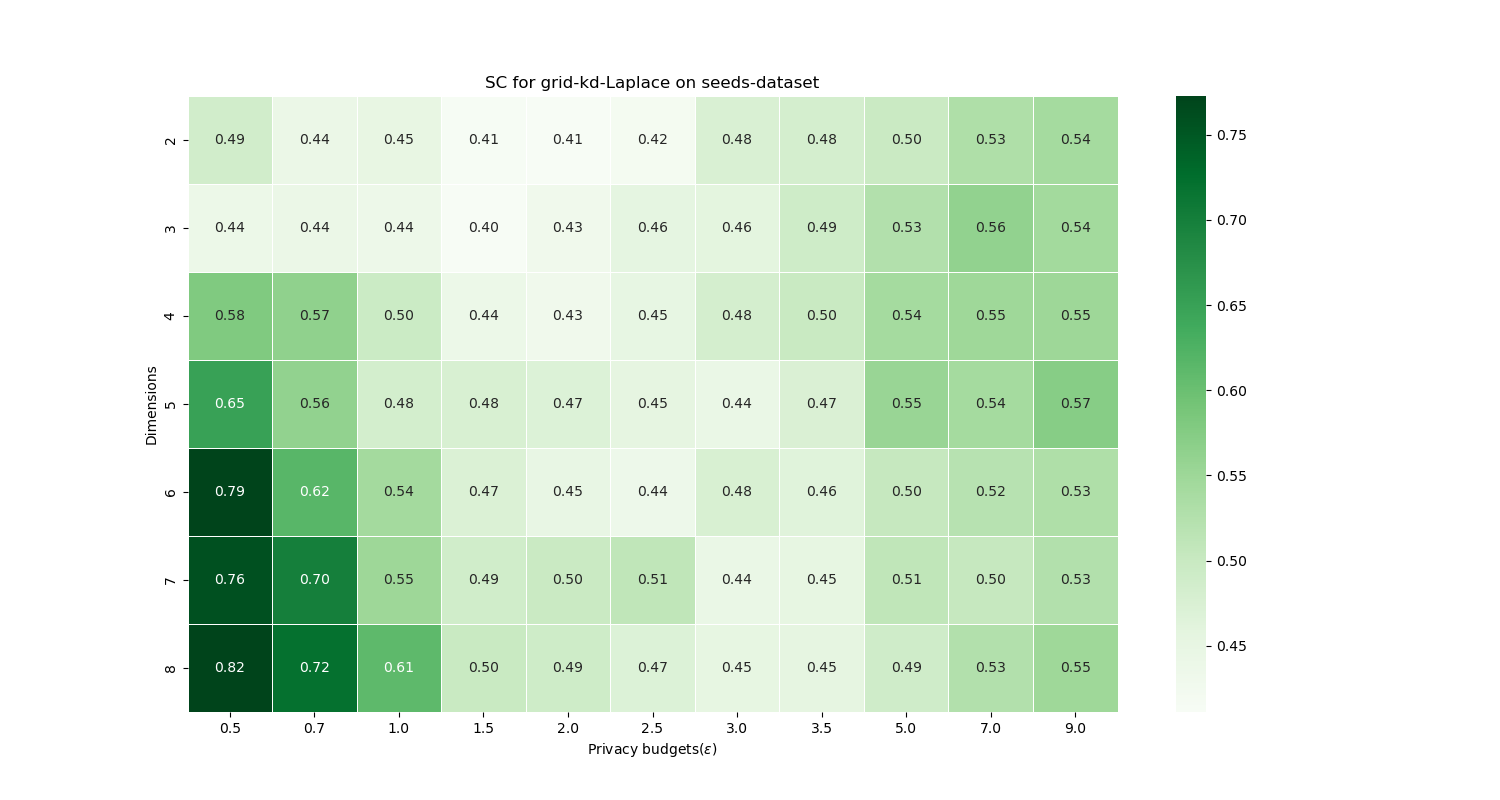 SC for grid-kd-Laplace on seeds-dataset
2 0.49 0.44 0.45 0.41 0.41 0.42 0.48 0.48 0.50 0.53 0.54
3 0.44 0.44 0.44 0.40 0.43 0.46 0.46 0.49 0.53 0.56 0.54
4 0.58 0.57 0.50 0.44 0.43 0.45 0.48 0.50 0.54 0.55 0.55
5 0.65 0.56 0.48 0.48 0.47 0.45 0.44 0.47 0.55 0.54 0.57
6 0.79 0.62 0.54 0.47 0.45 0.44 0.48 0.46 0.50 0.52 0.53
7 0.76 0.70 0.55 0.49 0.50 0.51 0.44 0.45 0.51 0.50 0.53
8 0.82 0.72 0.61 0.50 0.49 0.47 0.45 0.45 0.49 0.53 0.55
0.5 0.7 1.0 1.5 2.0 2.5 3.0 3.5 5.0 7.0 9.0
Privacy budgets(ε)
Dimensions
0.75
0.70
0.65
0.60
0.55
0.50
0.45